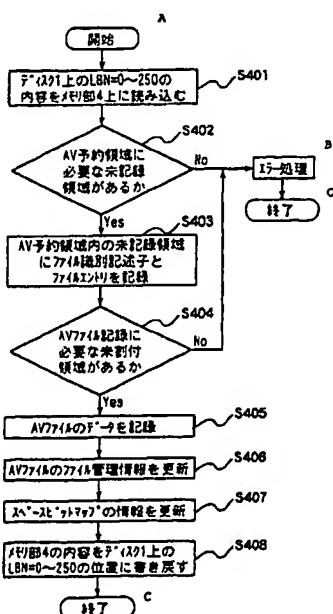 A
開始
ディスク1上のLBN=0～250の
内容をメモリ部4上に読み込む
S401
S402
AV予約領域に
必要な未記録
領域があるか
No
B
エラー処理
C
終了
Yes
S403
AV予約領域内の未記録領域
にファイル識別記述子と
ファイルエントリを記録
S404
AVファイル記録に
必要な未割付
領域があるか
No
Yes
S405
AVファイルのデータを記録
S406
AVファイルのファイル管理情報を更新
S407
スペースビットマップの情報を更新
S408
メモリ部4の内容をディスク1上の
LBN=0～250の位置に書き戻す
終了
C